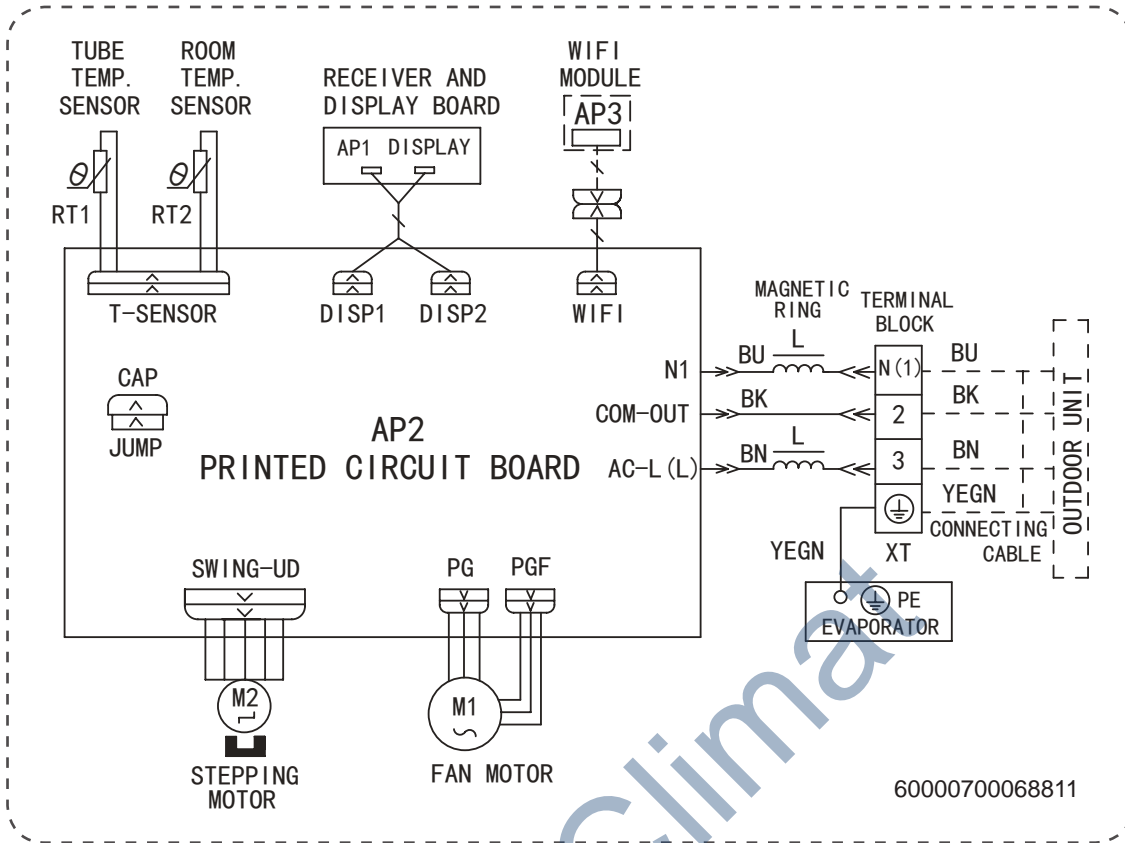 TUBE
TEMP.
SENSOR
ROOM
TEMP.
SENSOR
RECEIVER AND
DISPLAY BOARD
WIFI
MODULE
AP3
AP1 DISPLAY
θ
RT1
θ
RT2
T-SENSOR
DISP1
DISP2
WIFI
MAGNETIC
RING
TERMINAL
BLOCK
L
N1
BU
N(1)
BU
CAP
JUMP
COM-OUT
BK
2
BK
AP2
PRINTED CIRCUIT BOARD
L
AC-L(L)
BN
3
BN
YEGN
OUTDOOR UNIT
CONNECTING
CABLE
XT
YEGN
PE
EVAPORATOR
SWING-UD
PG
PGF
M2
M1
STEPPING
MOTOR
FAN MOTOR
60000700068811
Climat